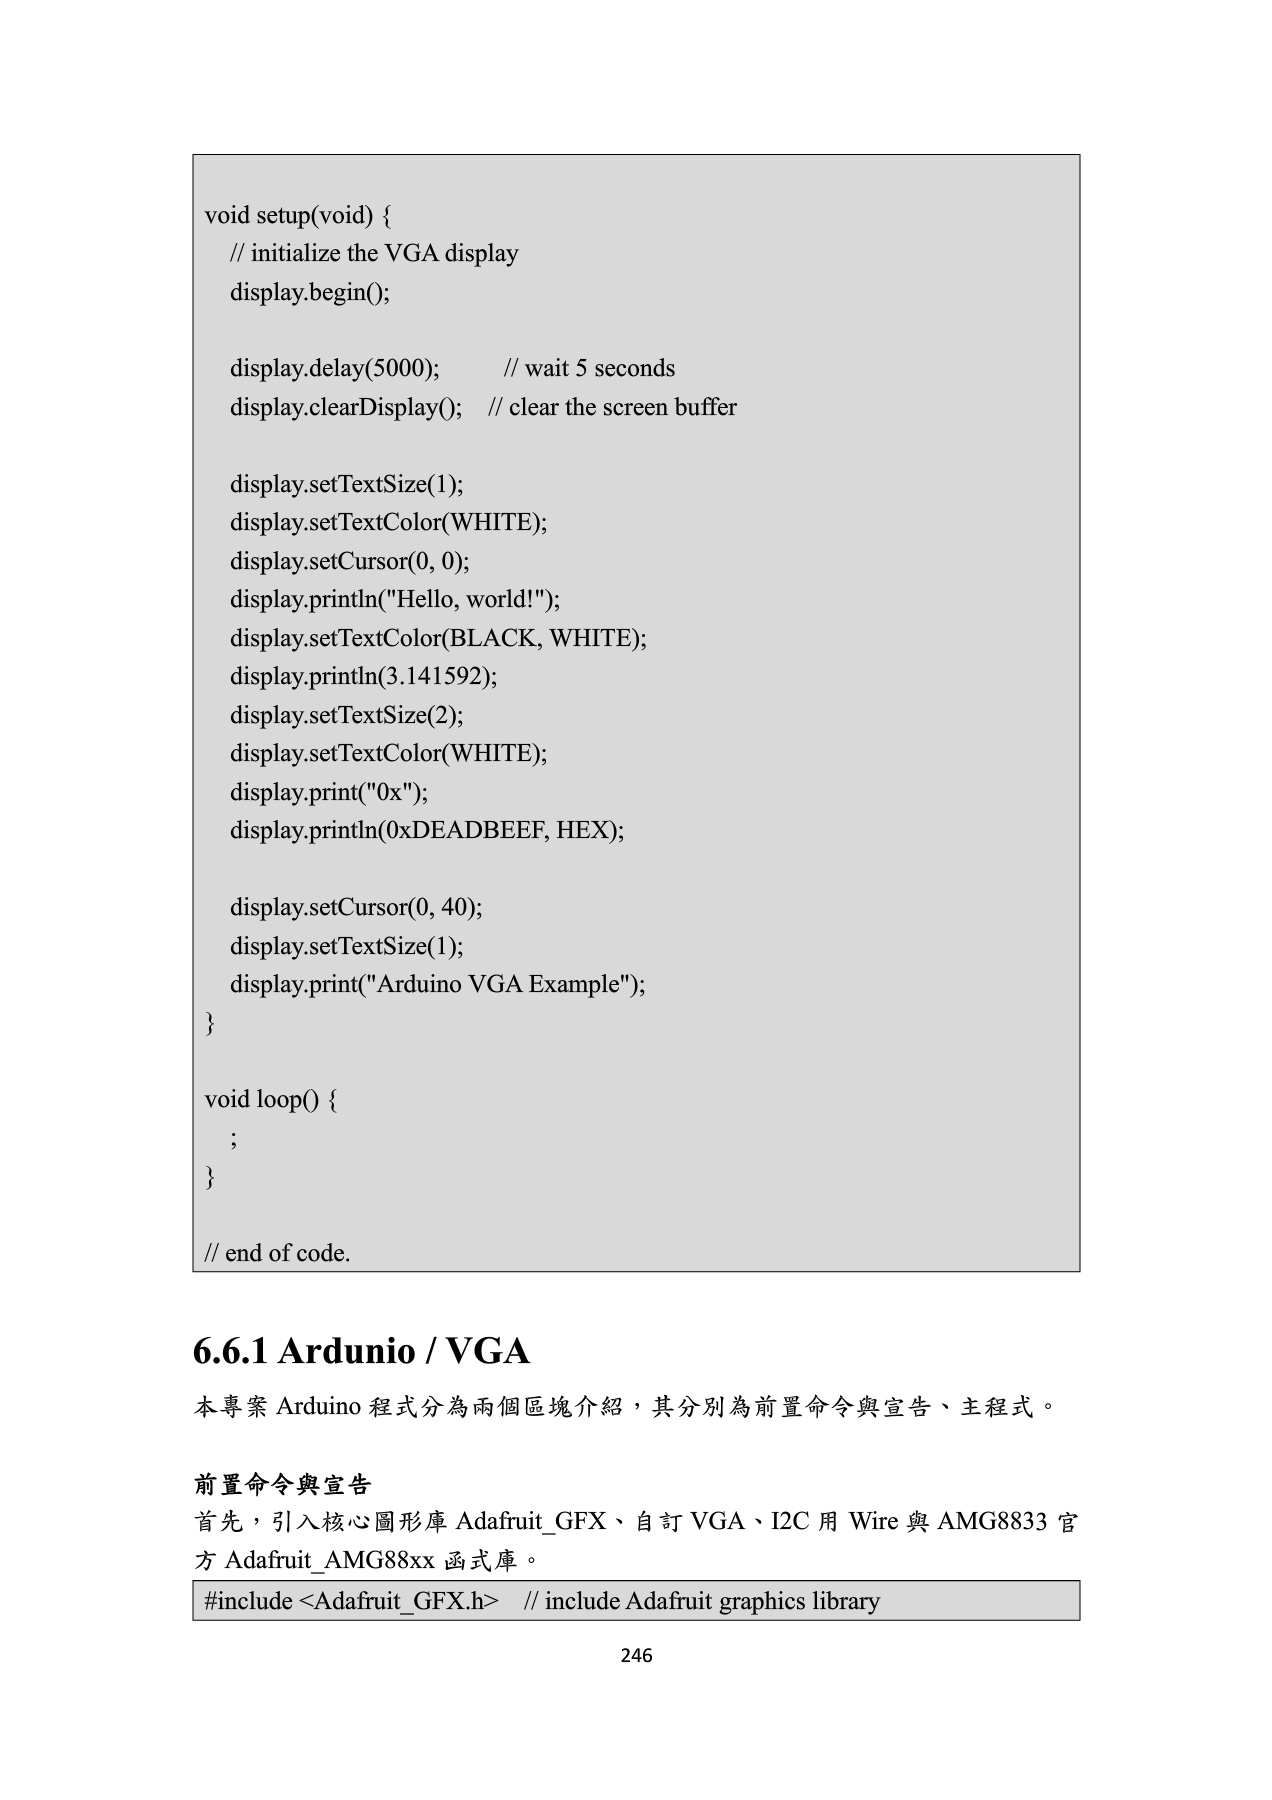 void setup(void) {
// initialize the VGA display
display.begin();
display.delay(5000);      // wait 5 seconds
display.clearDisplay();   // clear the screen buffer
display.setTextSize(1);
display.setTextColor(WHITE);
display.setCursor(0, 0);
display.println("Hello, world!");
display.setTextColor(BLACK, WHITE);
display.println(3.141592);
display.setTextSize(2);
display.setTextColor(WHITE);
display.print("0x");
display.println(0xDEADBEEF, HEX);
display.setCursor(0, 40);
display.setTextSize(1);
display.print("Arduino VGA Example");
}
void loop() {
;
}
// end of code.
6.6.1 Ardunio / VGA
本專案 Arduino 程式分為兩個區塊介紹，其分別為前置命令與宣告、主程式。
前置命令與宣告
首先，引入核心圖形庫 Adafruit_GFX、自訂 VGA、I2C 用 Wire 與 AMG8833 官
方 Adafruit_AMG88xx 函式庫。
#include <Adafruit_GFX.h>   // include Adafruit graphics library
246